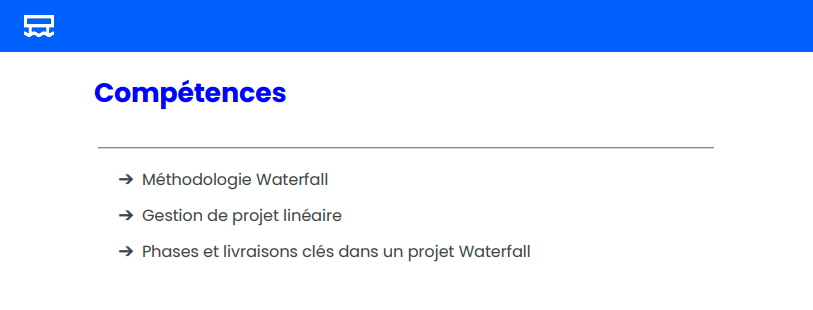 Compétences
➔ Méthodologie Waterfall
➔ Gestion de projet linéaire
➔ Phases et livraisons clés dans un projet Waterfall